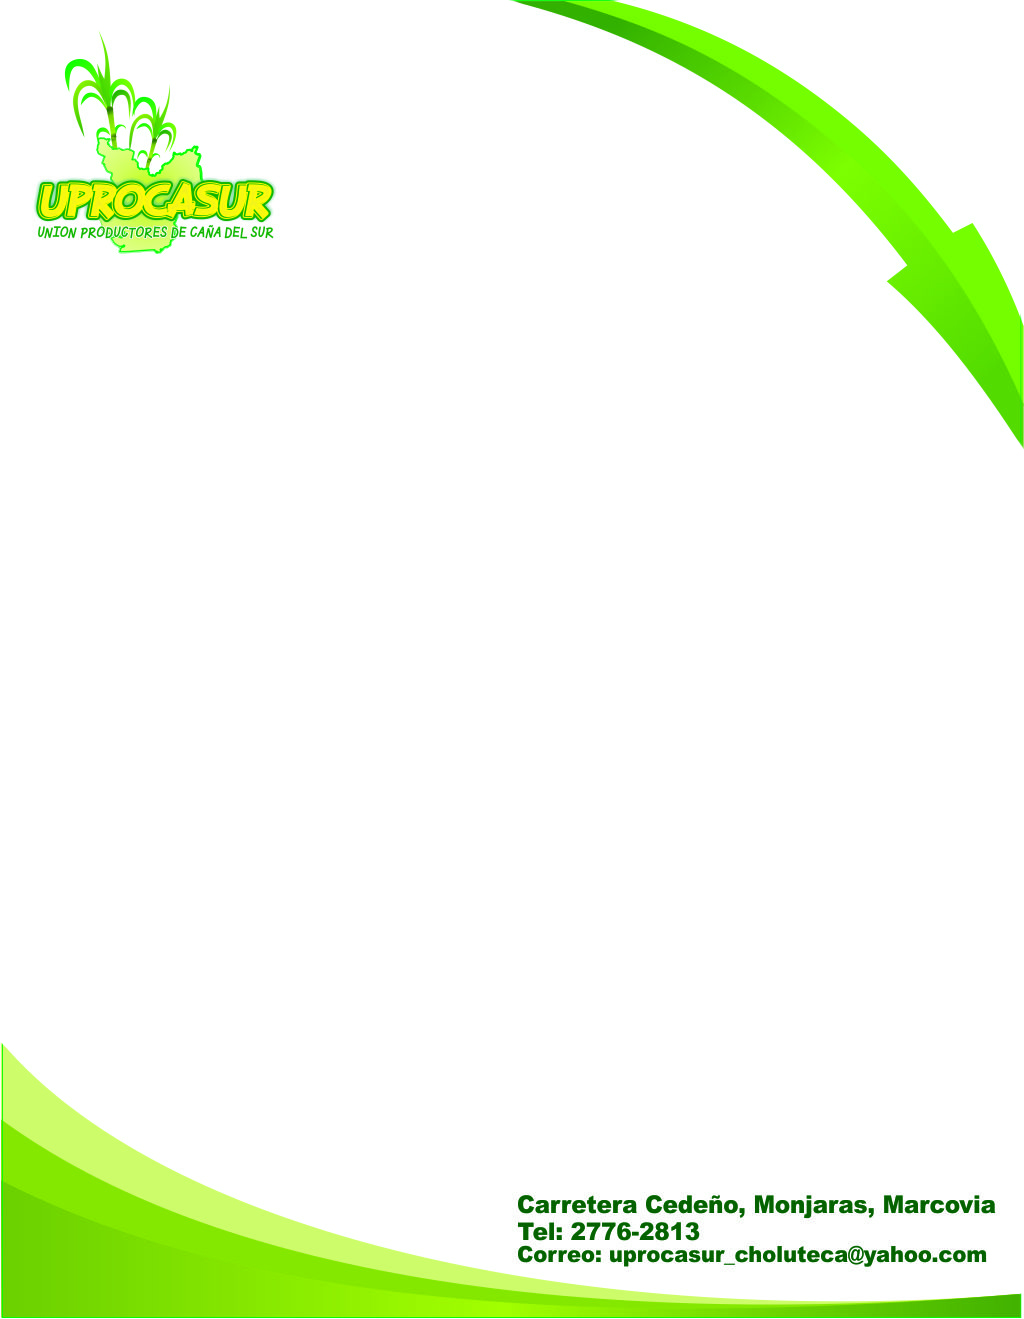 UPROCASUR
UNION PRODUCTORES DE CAÑA DEL SUR
Carretera Cedeño, Monjaras, Marcovia
Tel: 2776-2813
Correo: uprocasur_choluteca@yahoo.com